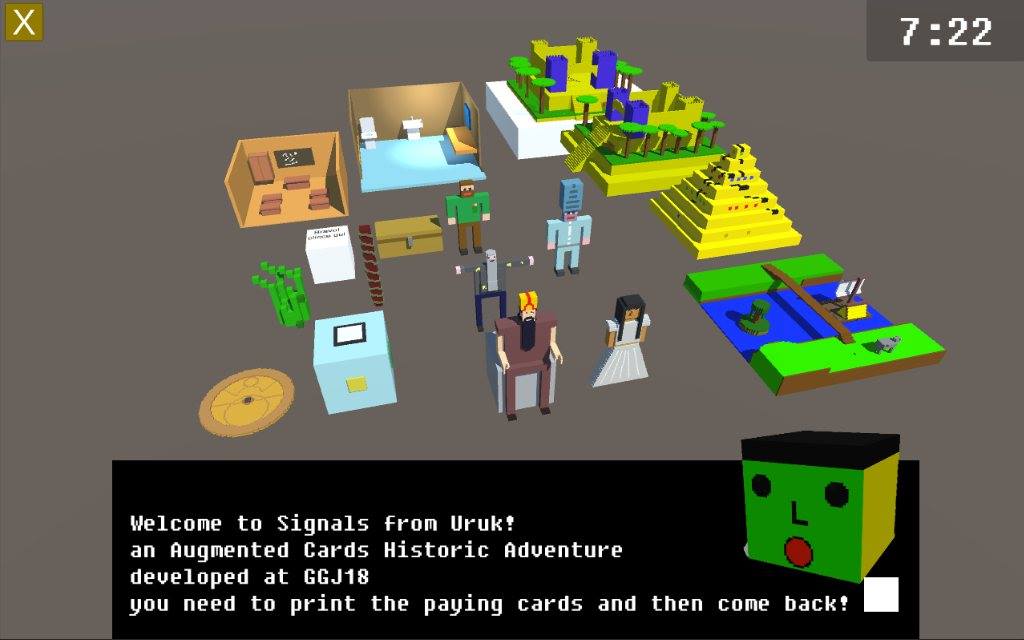 X
7:22
Welcome to Signals from Uruk!
an Augmented Cards Historic Adventure
developed at GGJ18
you need to print the paying cards and then come back!